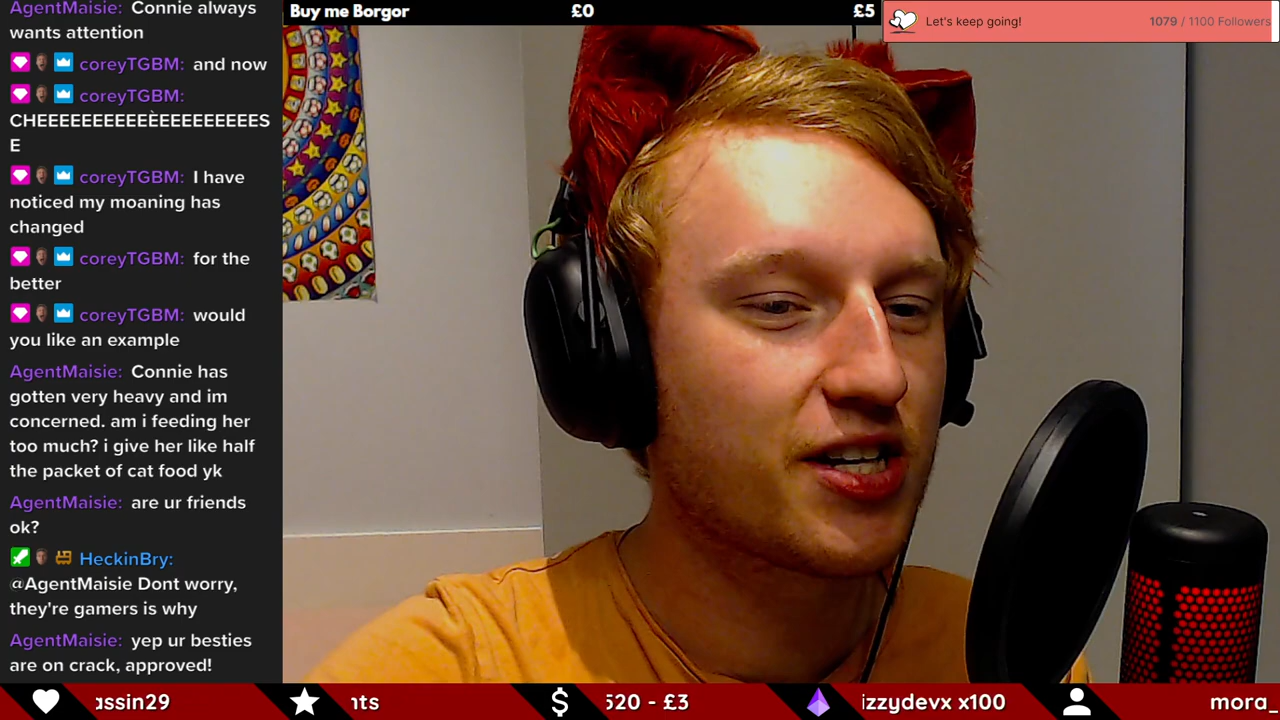 Buy me Borgor £0 £5
Let's keep going! 1079 / 1100 Followers
AgentMaisie: Connie always
wants attention
coreyTGBM: and now
coreyTGBM:
CHEEEEEEEEEEÈEEEEEEEEEES
E
coreyTGBM: I have
noticed my moaning has
changed
coreyTGBM: for the
better
coreyTGBM: would
you like an example
AgentMaisie: Connie has
gotten very heavy and im
concerned. am i feeding her
too much? i give her like half
the packet of cat food yk
AgentMaisie: are ur friends
ok?
HeckinBry:
@AgentMaisie Dont worry,
they're gamers is why
AgentMaisie: yep ur besties
are on crack, approved!
assin29 nts 520 - £3 izzydevx x100 mora_